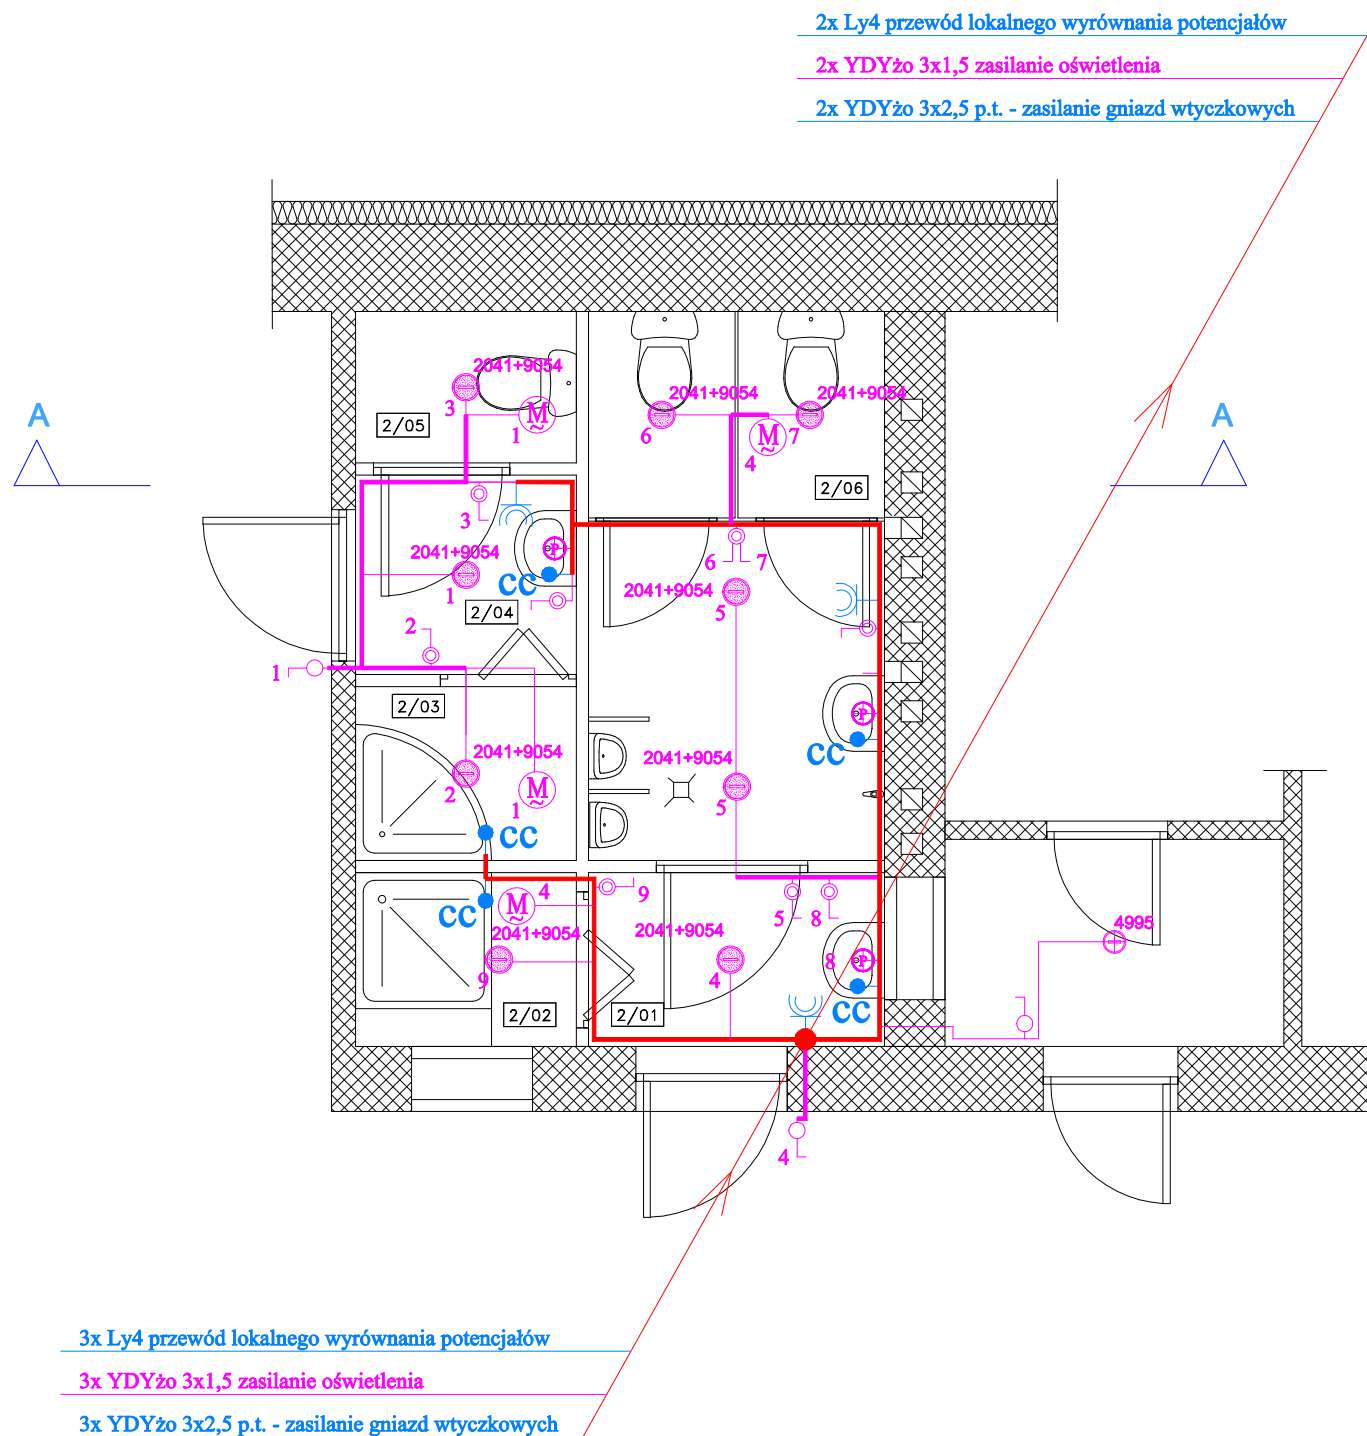 2x Ly4 przewód lokalnego wyrównania potencjałów
2x YDYżo 3x1,5 zasilanie oświetlenia
2x YDYżo 3x2,5 p.t. - zasilanie gniazd wtyczkowych
A
A
2041+9054
3
M
1
2/05
2041+9054
6
2041+9054
7
M
4
2/06
3
2041+9054
1
P
cc
2/04
6
7
2041+9054
5
2
1
2/03
P
cc
2041+9054
2
M
1
2041+9054
5
cc
4
M
cc
2041+9054
9
9
5
8
2041+9054
4
8
P
cc
4995
2/02
2/01
4
3x Ly4 przewód lokalnego wyrównania potencjałów
3x YDYżo 3x1,5 zasilanie oświetlenia
3x YDYżo 3x2,5 p.t. - zasilanie gniazd wtyczkowych